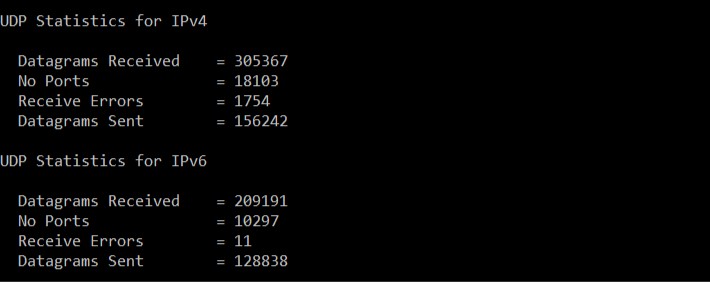 UDP Statistics for IPv4
Datagrams Received = 305367
No Ports = 18103
Receive Errors = 1754
Datagrams Sent = 156242
UDP Statistics for IPv6
Datagrams Received = 209191
No Ports = 10297
Receive Errors = 11
Datagrams Sent = 128838